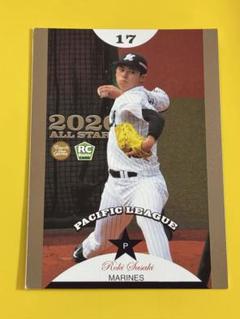 17
2020
ALL STAR
RC
PACIFIC LEAGUE
P
Roki Sasaki
MARINES